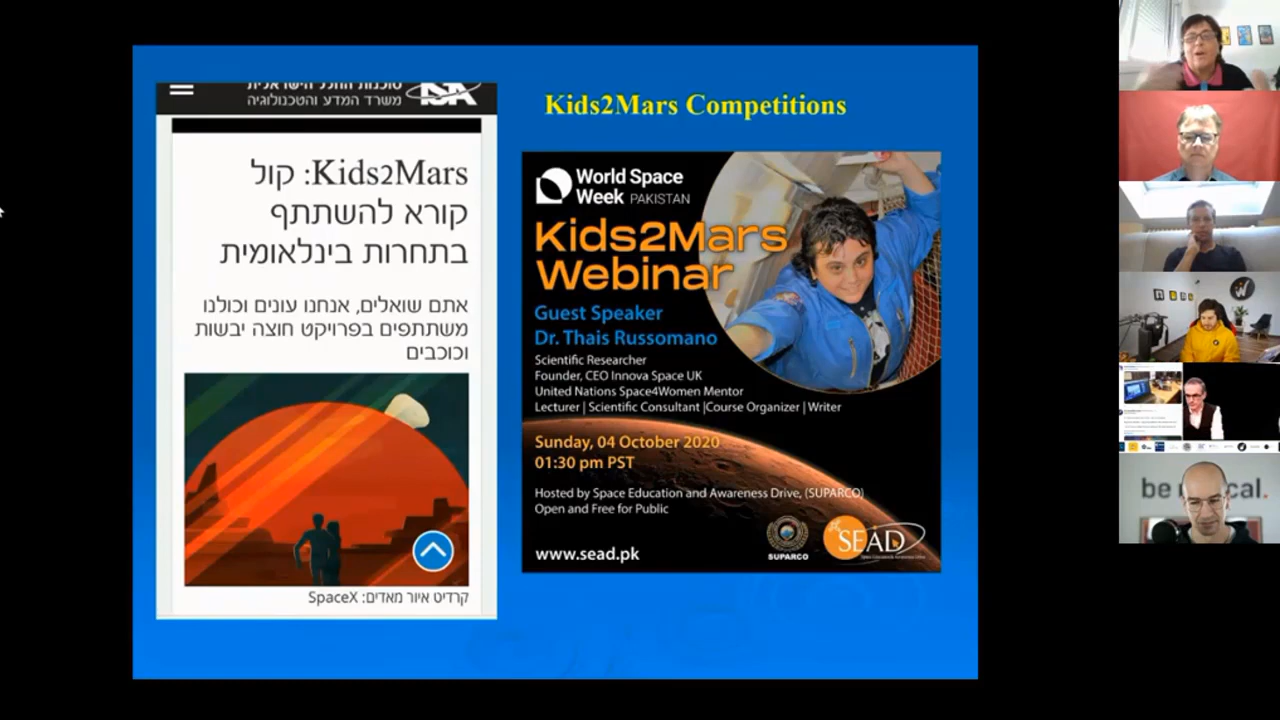 Kids2Mars Competitions
סוכנות החלל הישראלית
משרד המדע והטכנולוגיה
ISA
Kids2Mars: קול
קורא להשתתף
בתחרות בינלאומית
אתם שואלים, אנחנו עונים וכולנו
משתתפים בפרויקט חוצה יבשות
וכוכבים
קרדיט איור מאדים: SpaceX
World Space
Week PAKISTAN
Kids2Mars
Webinar
Guest Speaker
Dr. Thais Russomano
Scientific Researcher
Founder, CEO Innova Space UK
United Nations Space4Women Mentor
Lecturer | Scientific Consultant |Course Organizer | Writer
Sunday, 04 October 2020
01:30 pm PST
Hosted by Space Education and Awareness Drive, (SUPARCO)
Open and Free for Public
www.sead.pk
SUPARCO
SEAD
be